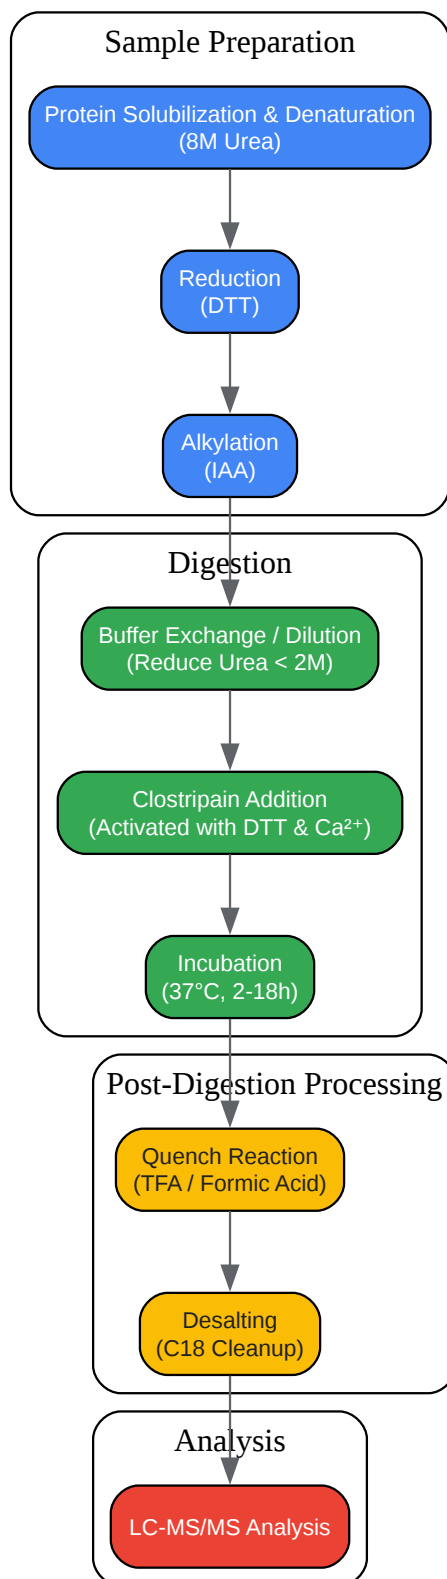 Sample Preparation
Protein Solubilization & Denaturation
(8M Urea)
Reduction
(DTT)
Alkylation
(IAA)
Digestion
Buffer Exchange / Dilution
(Reduce Urea < 2M)
Clostripain Addition
(Activated with DTT & Ca²⁺)
Incubation
(37°C, 2-18h)
Post-Digestion Processing
Quench Reaction
(TFA / Formic Acid)
Desalting
(C18 Cleanup)
Analysis
LC-MS/MS Analysis